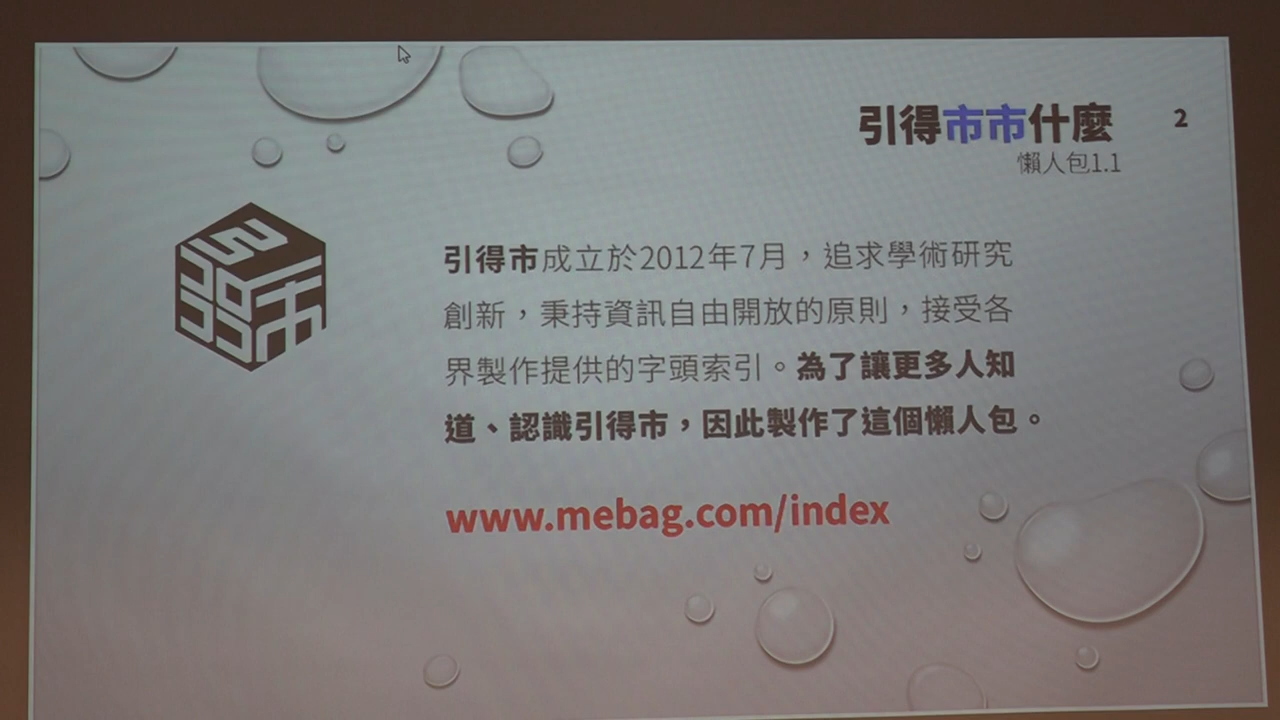 引得市市什麼
2
懶人包1.1
引得市成立於2012年7月，追求學術研究
創新，秉持資訊自由開放的原則，接受各
界製作提供的字頭索引。為了讓更多人知
道、認識引得市，因此製作了這個懶人包。
www.mebag.com/index